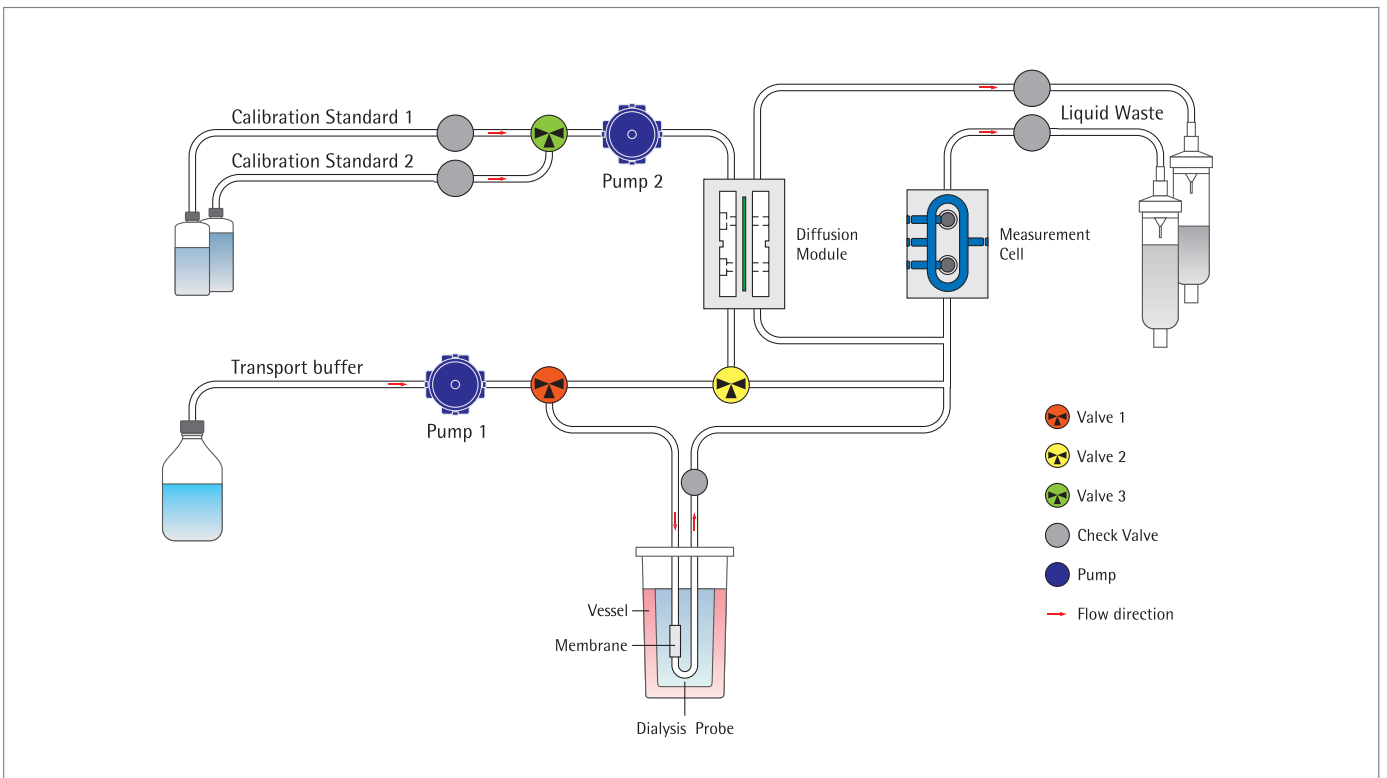 Calibration Standard 1
Calibration Standard 2
Pump 2
Liquid Waste
Diffusion
Module
Measurement
Cell
Transport buffer
Pump 1
Valve 1
Valve 2
Valve 3
Check Valve
Pump
Flow direction
Vessel
Membrane
Dialysis Probe